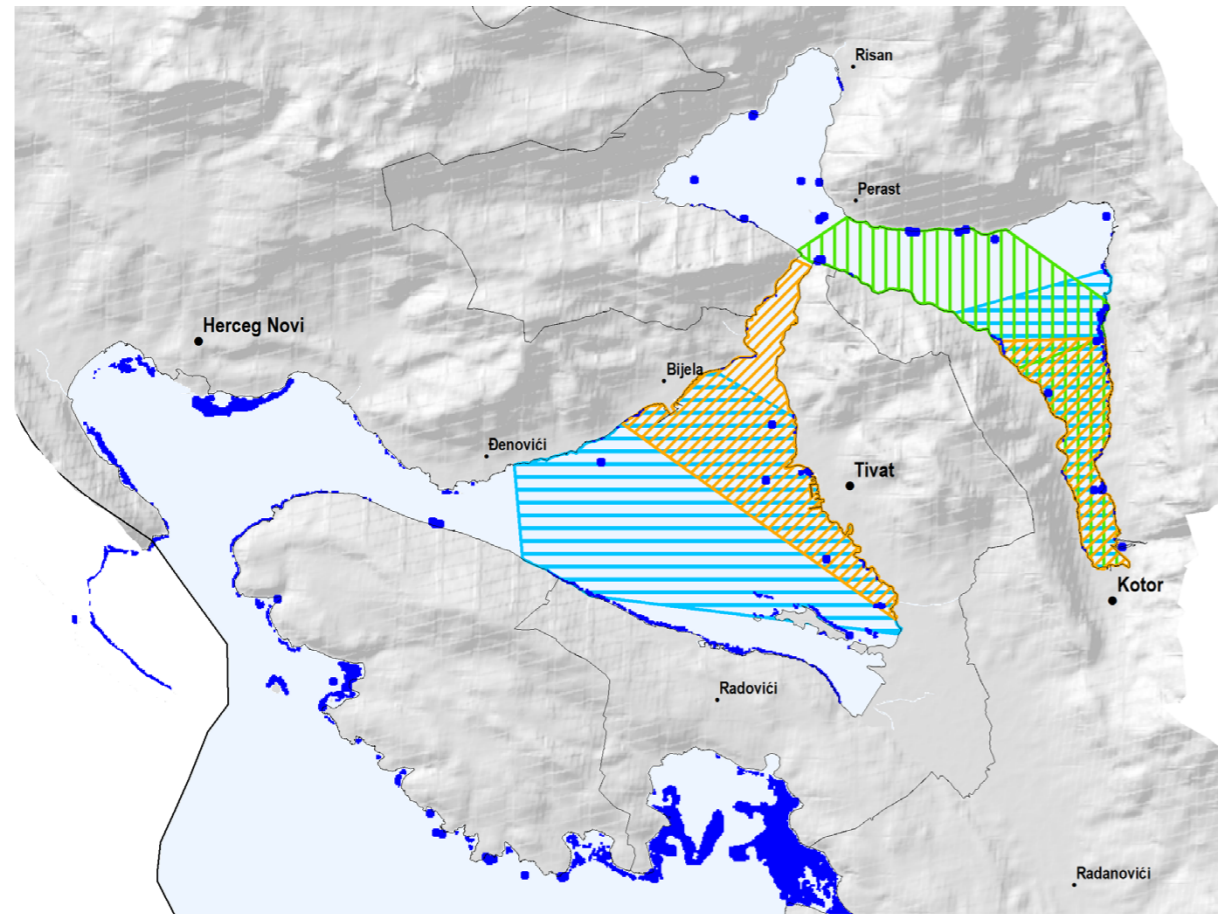 Risan
Perast
Herceg Novi
Bijela
Đenovići
Tivat
Kotor
Radovići
Radanovići